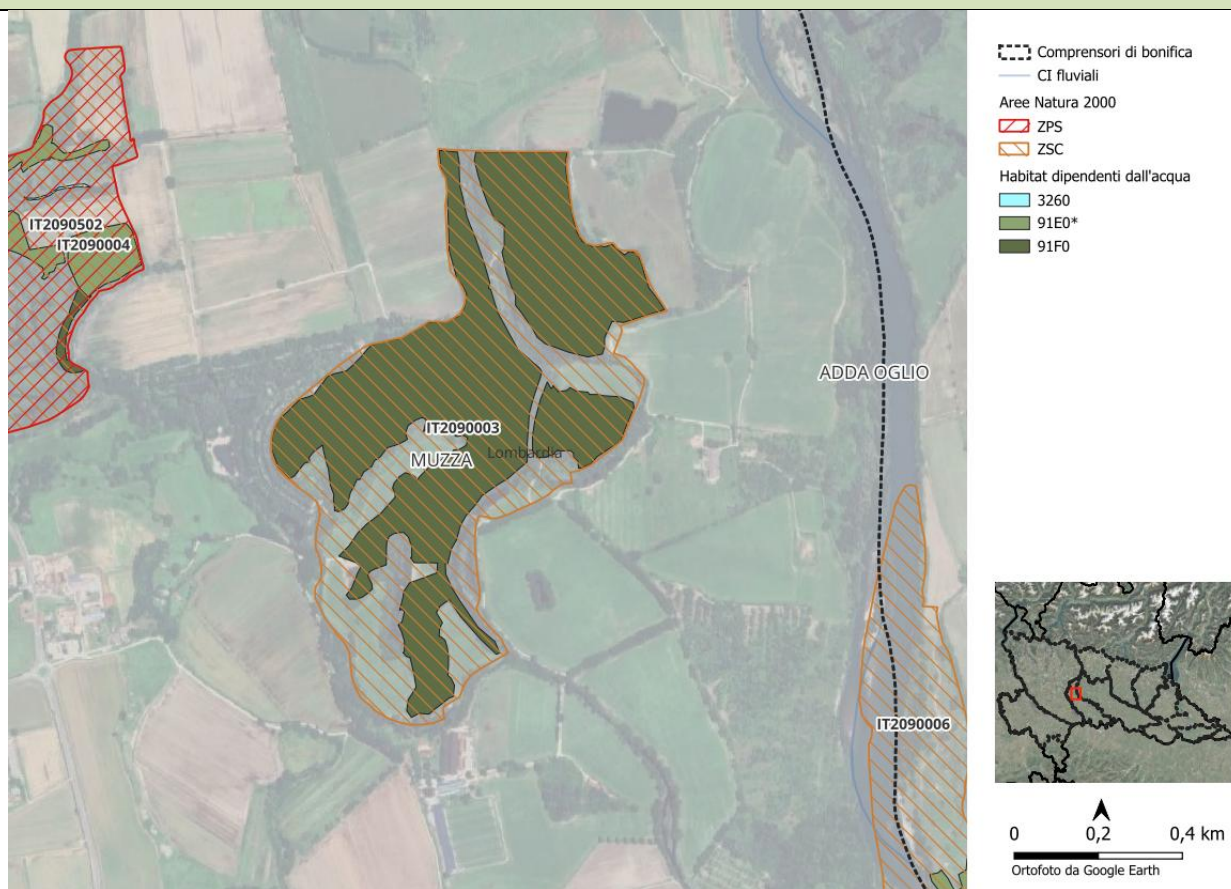 IT2090502
IT2090004
ADDA OGLIO
IT2090003
MUZZA
Lombardia
IT2090006
Comprensori di bonifica
CI fluviali
Aree Natura 2000
ZPS
ZSC
Habitat dipendenti dall'acqua
3260
91E0*
91F0
0 0,2 0,4 km
Ortofoto da Google Earth